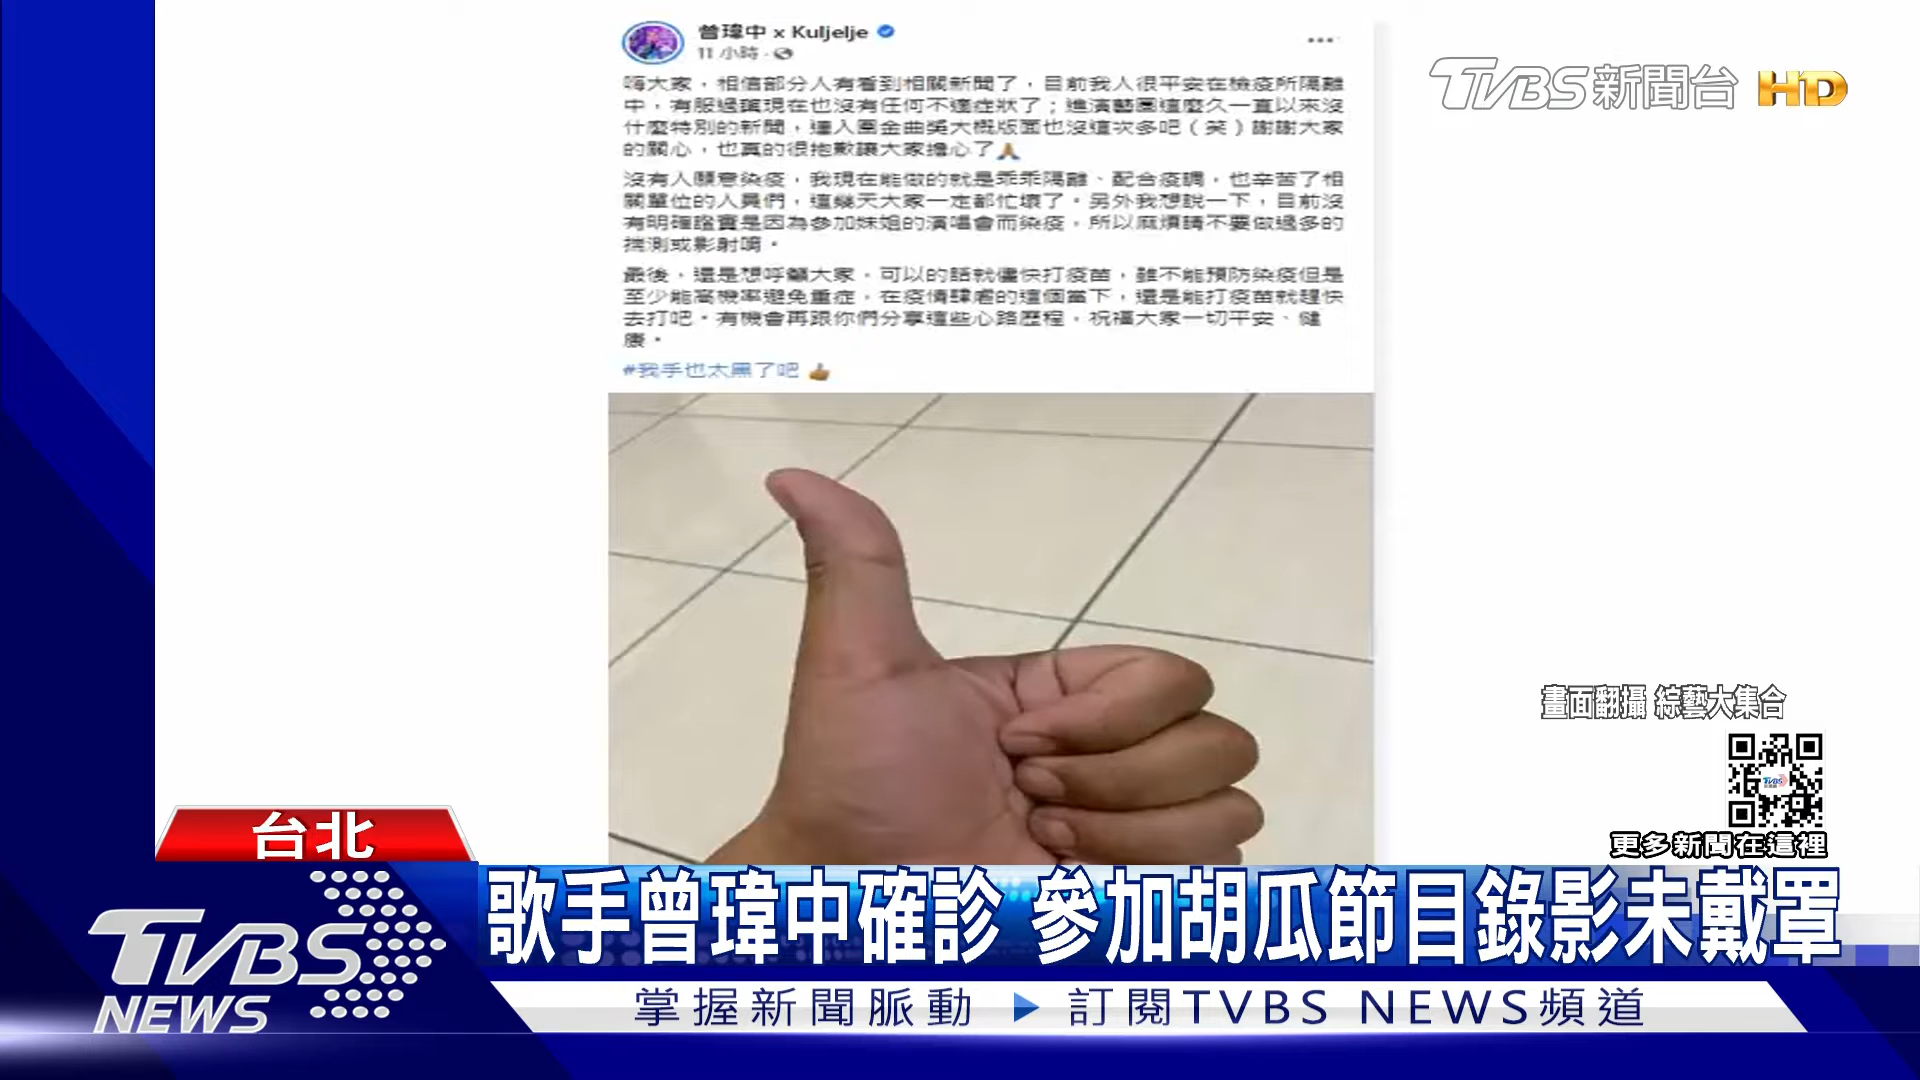 曾瑋中 x Kuljelje
11 小時
嗨大家，相信部分人有看到相關新聞了，目前我人很平安在檢疫所隔離
中，有服過藥現在也沒有任何不適症狀了；進演藝圈這麼久一直以來沒
什麼特別的新聞，連入圍金曲獎大概版面也沒這次多吧（笑）謝謝大家
的關心，也真的很抱歉讓大家擔心了🙏
沒有人願意染疫，我現在能做的就是乖乖隔離、配合疫調，也辛苦了相
關單位的人員們，這幾天大家一定都忙壞了。另外我想說一下，目前沒
有明確證實是因為參加妹姐的演唱會而染疫，所以麻煩請不要做過多的
揣測或影射唷。
最後，還是想呼籲大家，可以的話就儘快打疫苗，雖不能預防染疫但是
至少能高機率避免重症，在疫情肆虐的這個當下，還是能打疫苗就趕快
去打吧。有機會再跟你們分享這些心路歷程，祝福大家一切平安、健
康。
#我手也太黑了吧 👍
TVBS新聞台 HD
畫面翻攝 綜藝大集合
TVBS
更多新聞在這裡
台北
歌手曾瑋中確診 參加胡瓜節目錄影未戴罩
TVBS
NEWS
掌握新聞脈動 ▶ 訂閱TVBS NEWS頻道